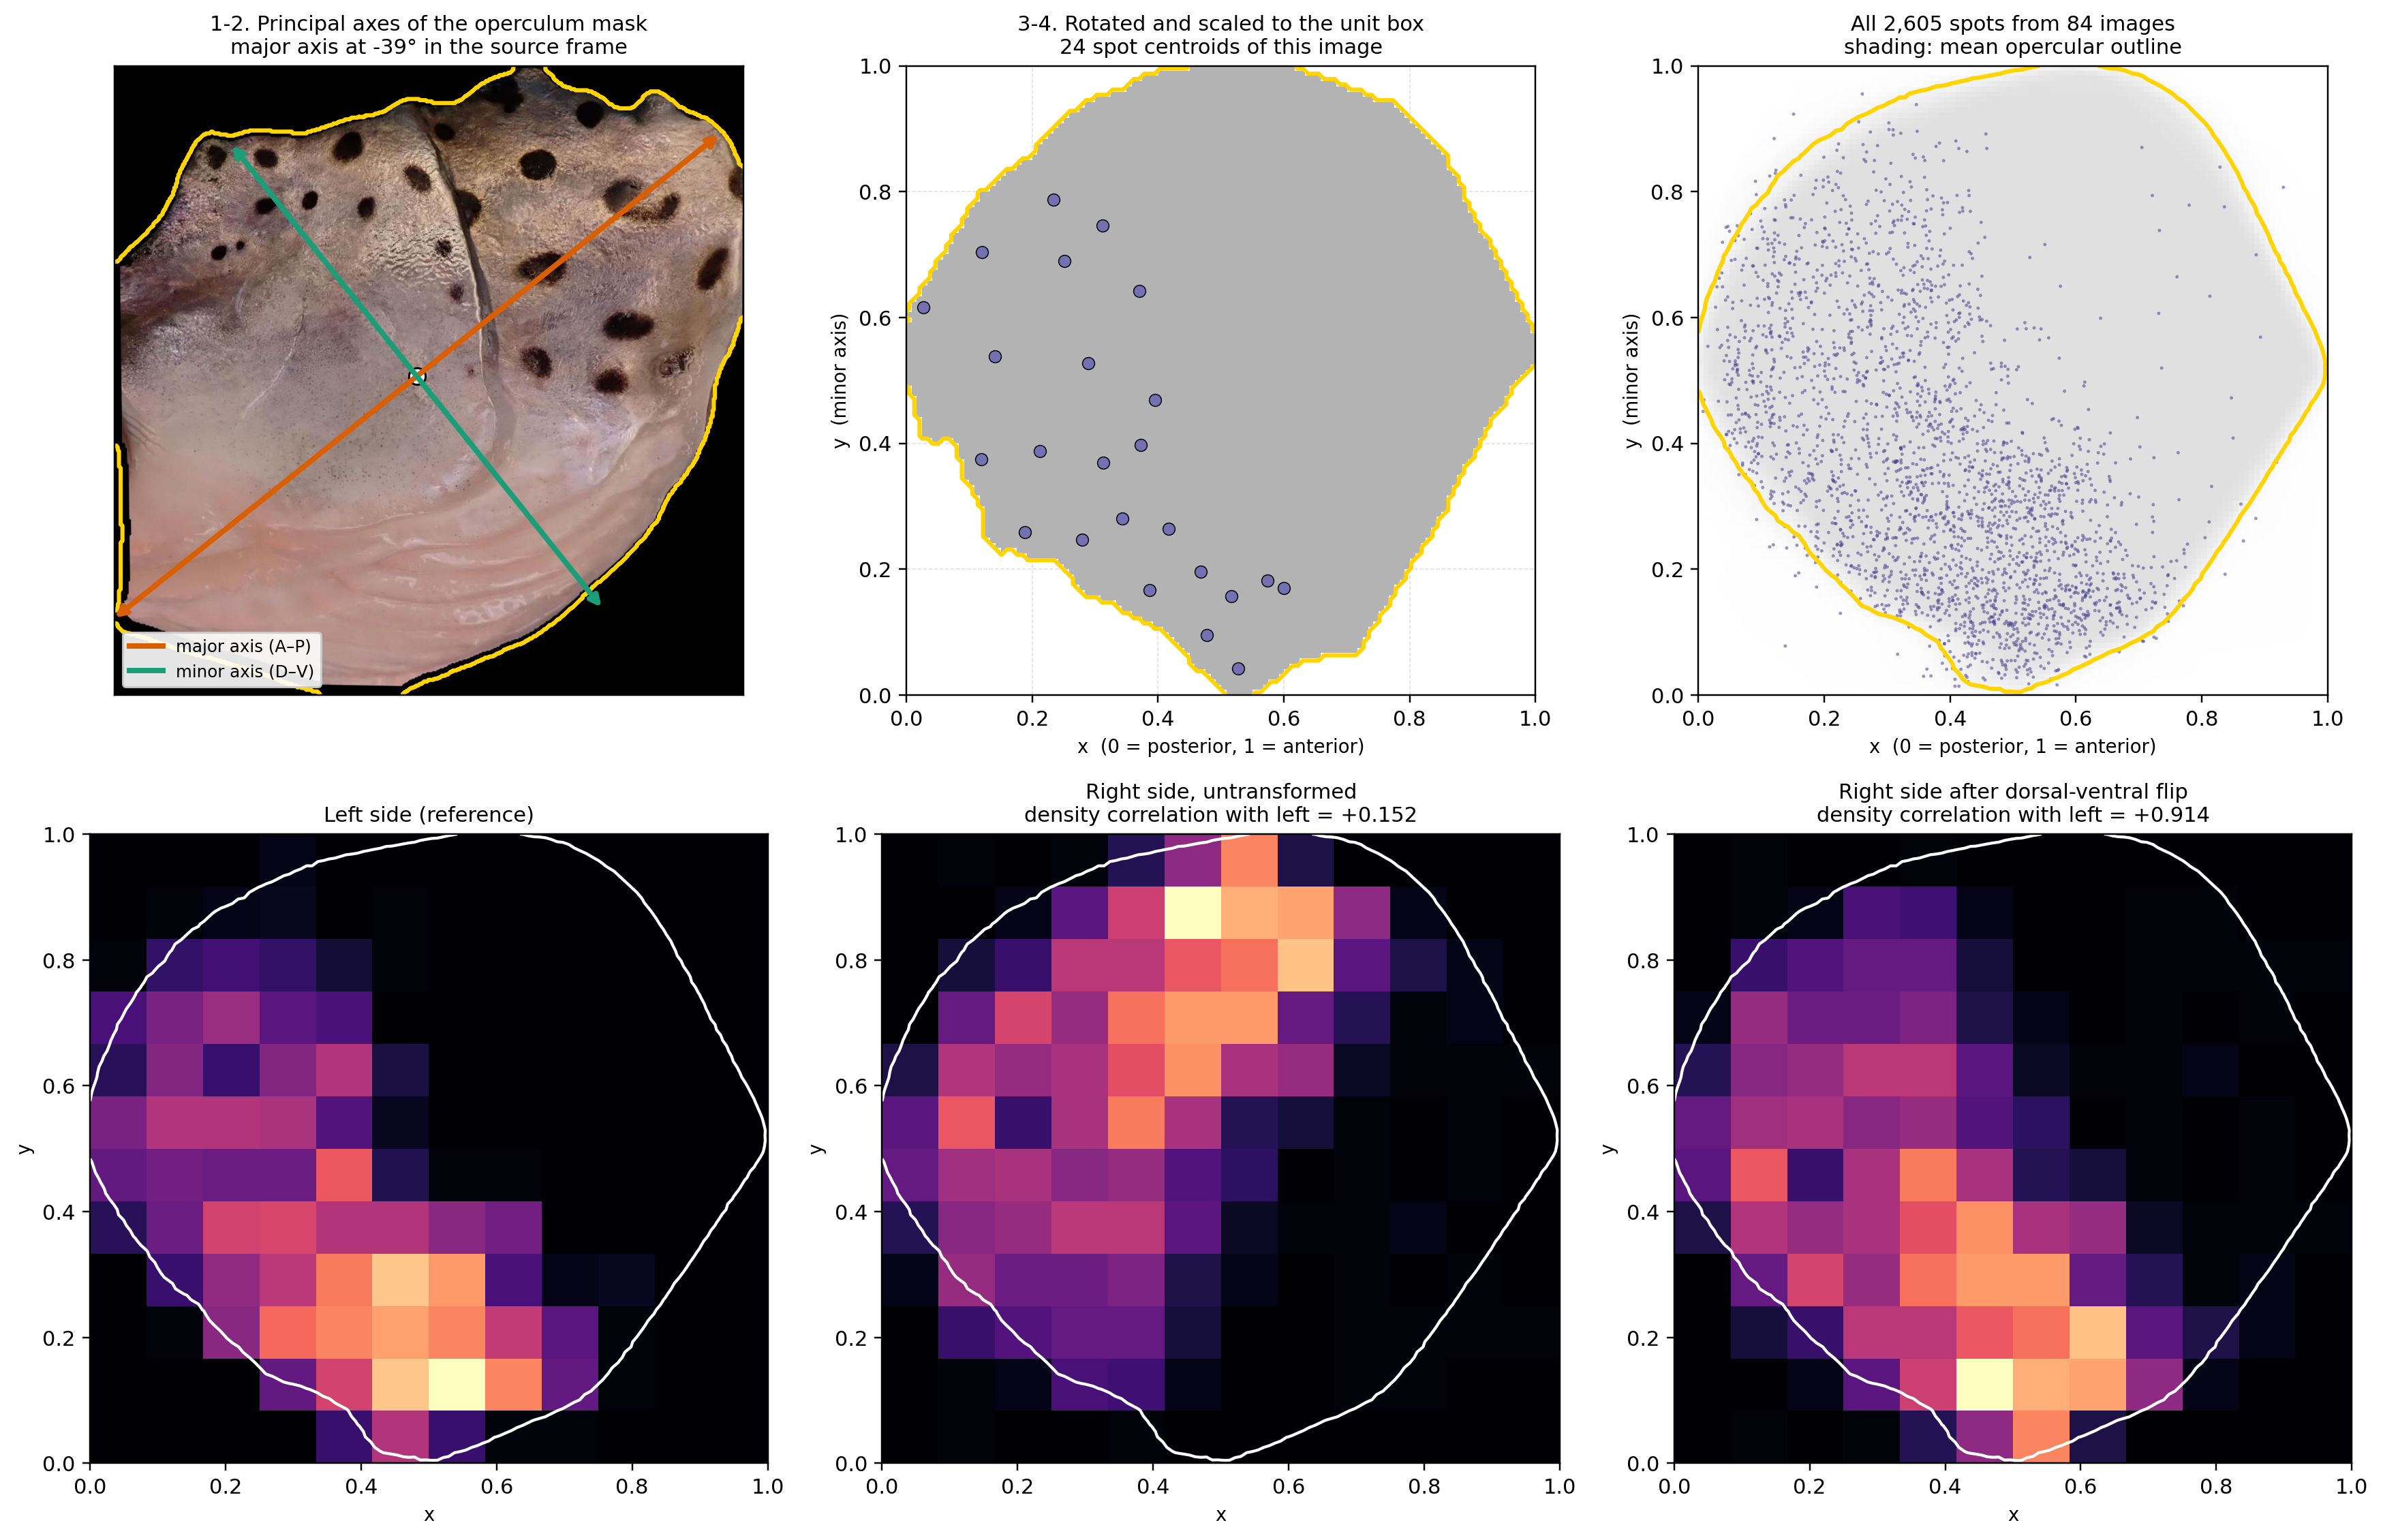 1-2. Principal axes of the operculum mask
major axis at -39° in the source frame
major axis (A–P)
minor axis (D–V)
3-4. Rotated and scaled to the unit box
24 spot centroids of this image
1.0
0.8
0.6
0.4
0.2
0.0
y (minor axis)
0.0 0.2 0.4 0.6 0.8 1.0
x (0 = posterior, 1 = anterior)
All 2,605 spots from 84 images
shading: mean opercular outline
1.0
0.8
0.6
0.4
0.2
0.0
y (minor axis)
0.0 0.2 0.4 0.6 0.8 1.0
x (0 = posterior, 1 = anterior)
Left side (reference)
1.0
0.8
0.6
0.4
0.2
0.0
y
0.0 0.2 0.4 0.6 0.8 1.0
x
Right side, untransformed
density correlation with left = +0.152
1.0
0.8
0.6
0.4
0.2
0.0
y
0.0 0.2 0.4 0.6 0.8 1.0
x
Right side after dorsal-ventral flip
density correlation with left = +0.914
1.0
0.8
0.6
0.4
0.2
0.0
y
0.0 0.2 0.4 0.6 0.8 1.0
x